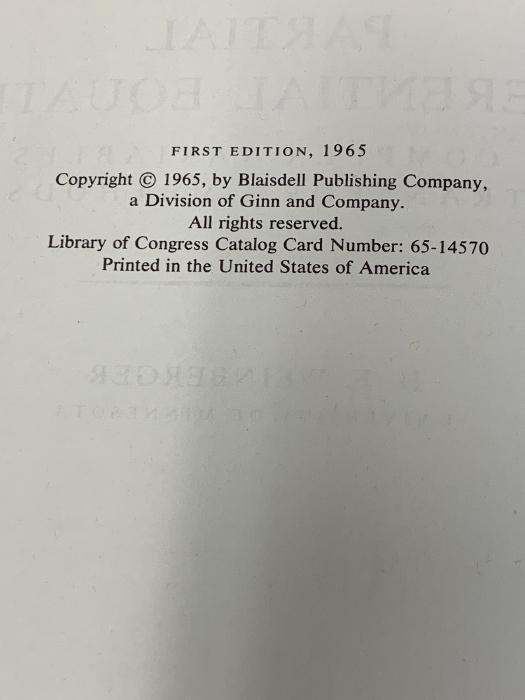 FIRST EDITION, 1965
Copyright © 1965, by Blaisdell Publishing Company,
a Division of Ginn and Company.
All rights reserved.
Library of Congress Catalog Card Number: 65-14570
Printed in the United States of America